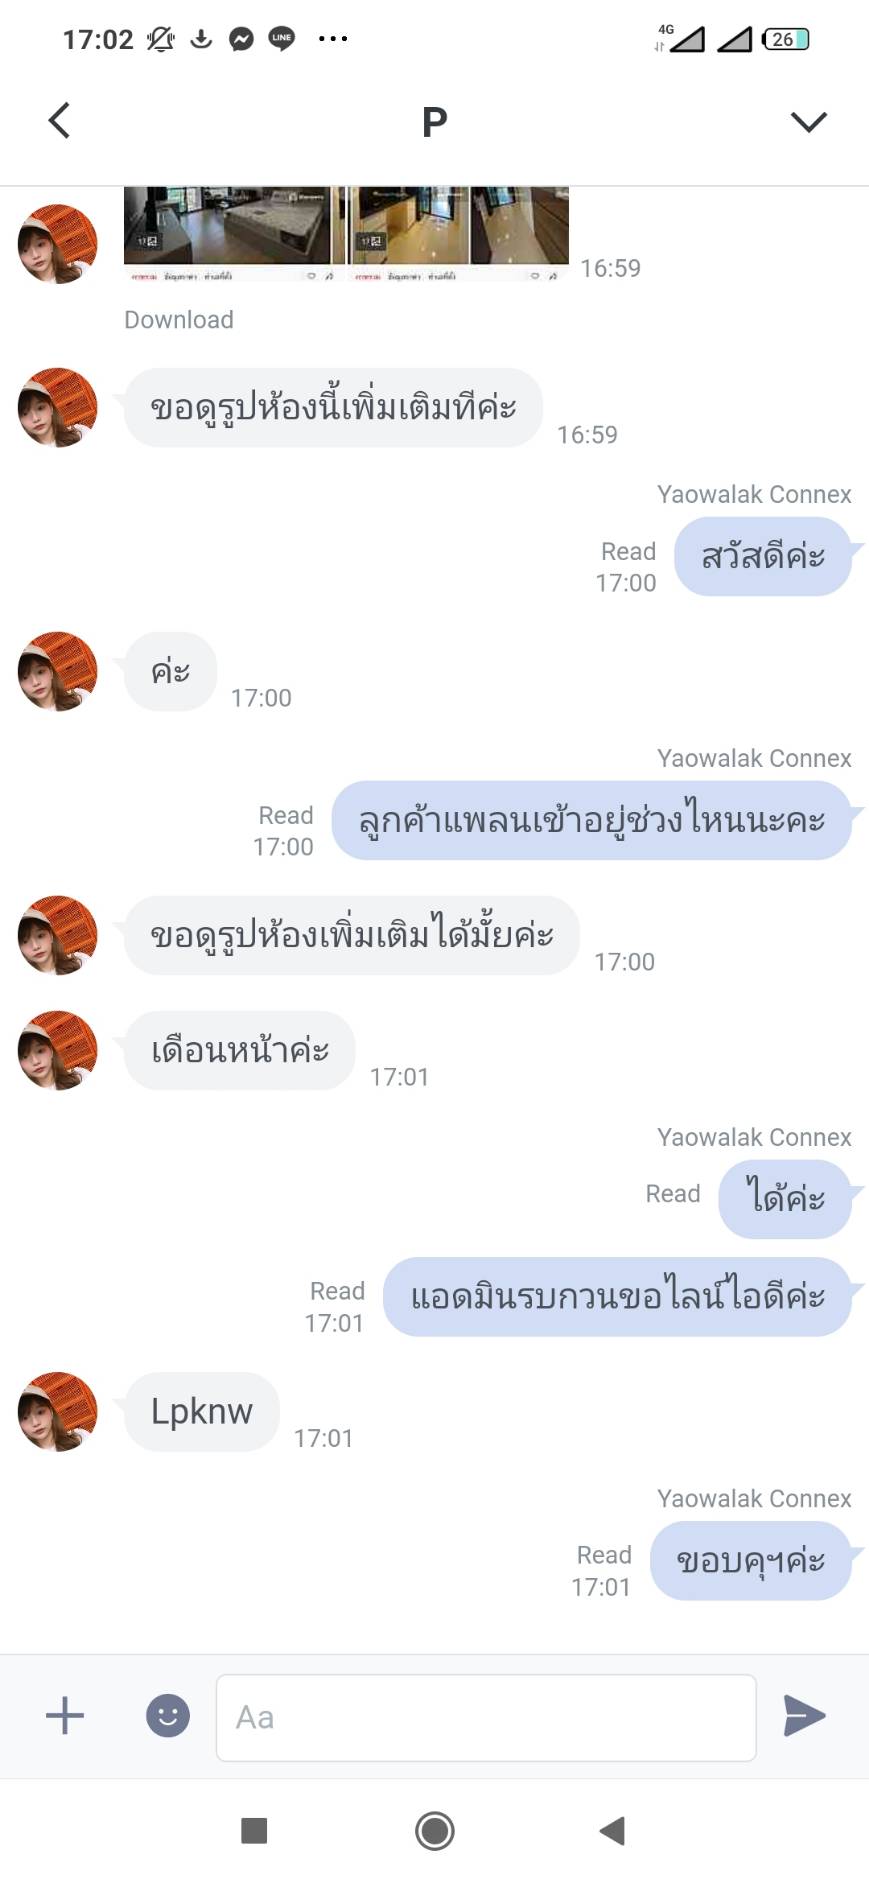 17:02
LINE
4G
26
P
17
17
16:59
Download
ขอดูรูปห้องนี้เพิ่มเติมทีค่ะ
16:59
Yaowalak Connex
สวัสดีค่ะ
Read
17:00
ค่ะ
17:00
Yaowalak Connex
ลูกค้าแพลนเข้าอยู่ช่วงไหนนะคะ
Read
17:00
ขอดูรูปห้องเพิ่มเติมได้มั้ยค่ะ
17:00
เดือนหน้าค่ะ
17:01
Yaowalak Connex
ได้ค่ะ
Read
แอดมินรบกวนขอไลน์ไอดีค่ะ
Read
17:01
Lpknw
17:01
Yaowalak Connex
ขอบคุฯค่ะ
Read
17:01
Aa